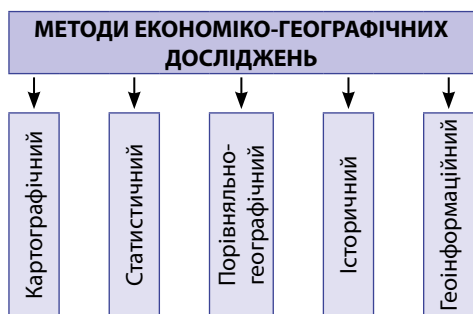 МЕТОДИ ЕКОНОМІКО-ГЕОГРАФІЧНИХ
ДОСЛІДЖЕНЬ
Картографічний
Статистичний
Порівняльно-
географічний
Історичний
Геоінформаційний